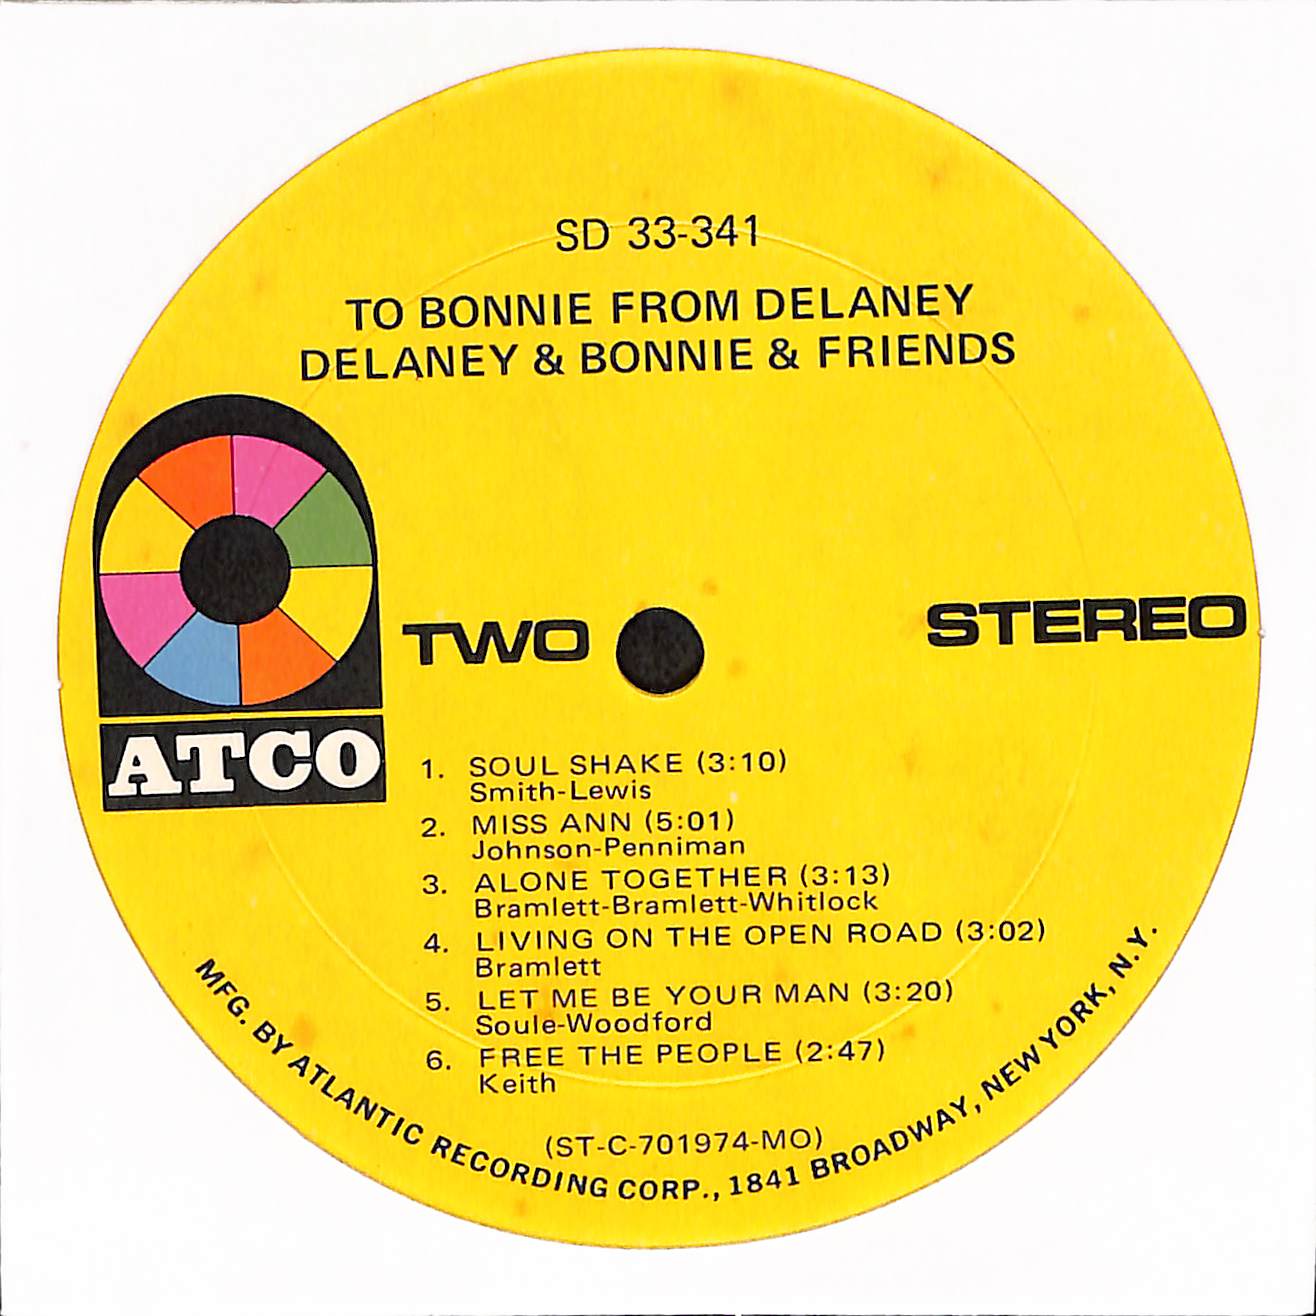 SD 33-341
TO BONNIE FROM DELANEY
DELANEY & BONNIE & FRIENDS
TWO
STEREO
ATCO
1. SOUL SHAKE (3:10)
Smith-Lewis
2. MISS ANN (5:01)
Johnson-Penniman
3. ALONE TOGETHER (3:13)
Bramlett-Bramlett-Whitlock
4. LIVING ON THE OPEN ROAD (3:02)
Bramlett
5. LET ME BE YOUR MAN (3:20)
Soule-Woodford
6. FREE THE PEOPLE (2:47)
Keith
(ST-C-701974-MO)
MFG. BY ATLANTIC RECORDING CORP., 1841 BROADWAY, NEW YORK, N.Y.